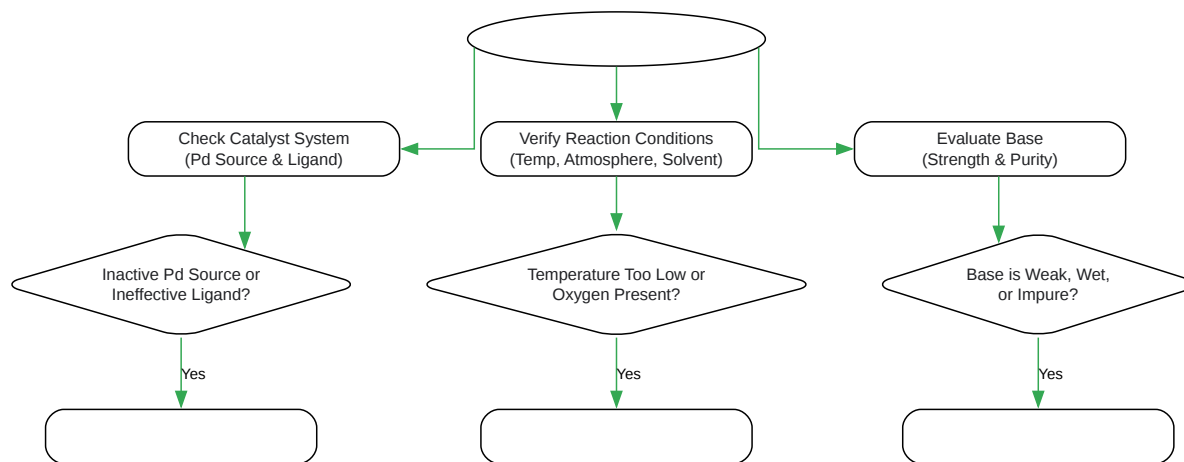 Check Catalyst System
(Pd Source & Ligand)
Verify Reaction Conditions
(Temp, Atmosphere, Solvent)
Evaluate Base
(Strength & Purity)
Inactive Pd Source or
Ineffective Ligand?
Temperature Too Low or
Oxygen Present?
Base is Weak, Wet,
or Impure?
Yes
Yes
Yes